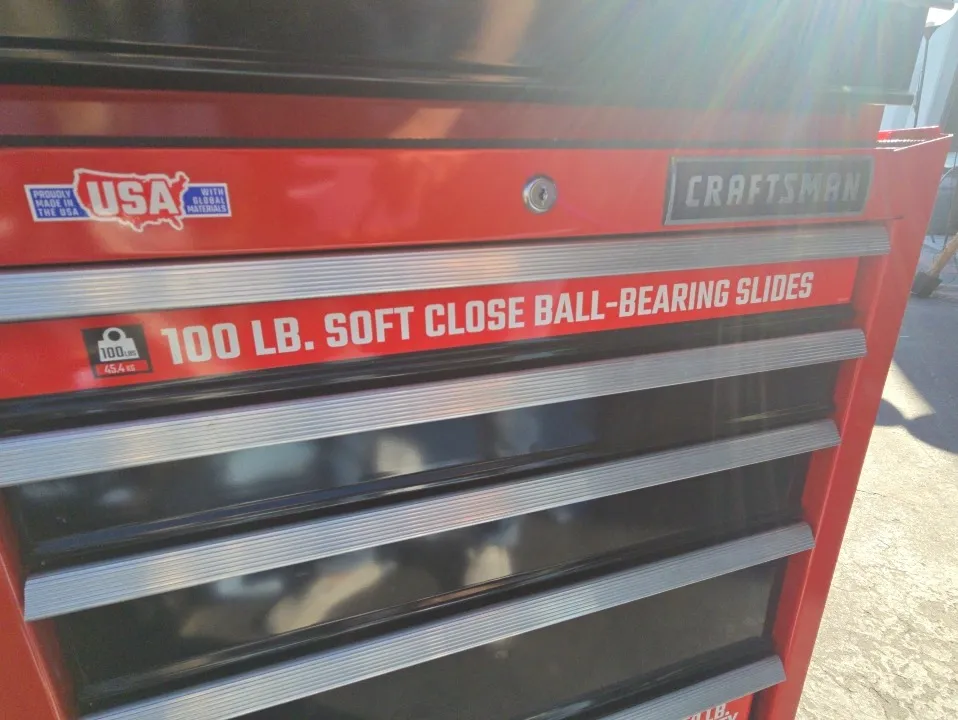 PROUDLY
MADE IN
THE USA
USA
WITH
GLOBAL
MATERIALS
CRAFTSMAN
100 LBS
45.4 KG
100 LB. SOFT CLOSE BALL-BEARING SLIDES
LB.